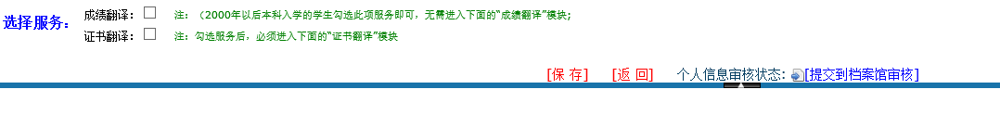 选择服务:
成绩翻译: 注: (2000年以后本科入学的学生勾选此项服务即可，无需进入下面的“成绩翻译”模块;
证书翻译: 注: 勾选服务后，必须进入下面的“证书翻译”模块
[保 存] [返 回] 个人信息审核状态: [提交到档案馆审核]